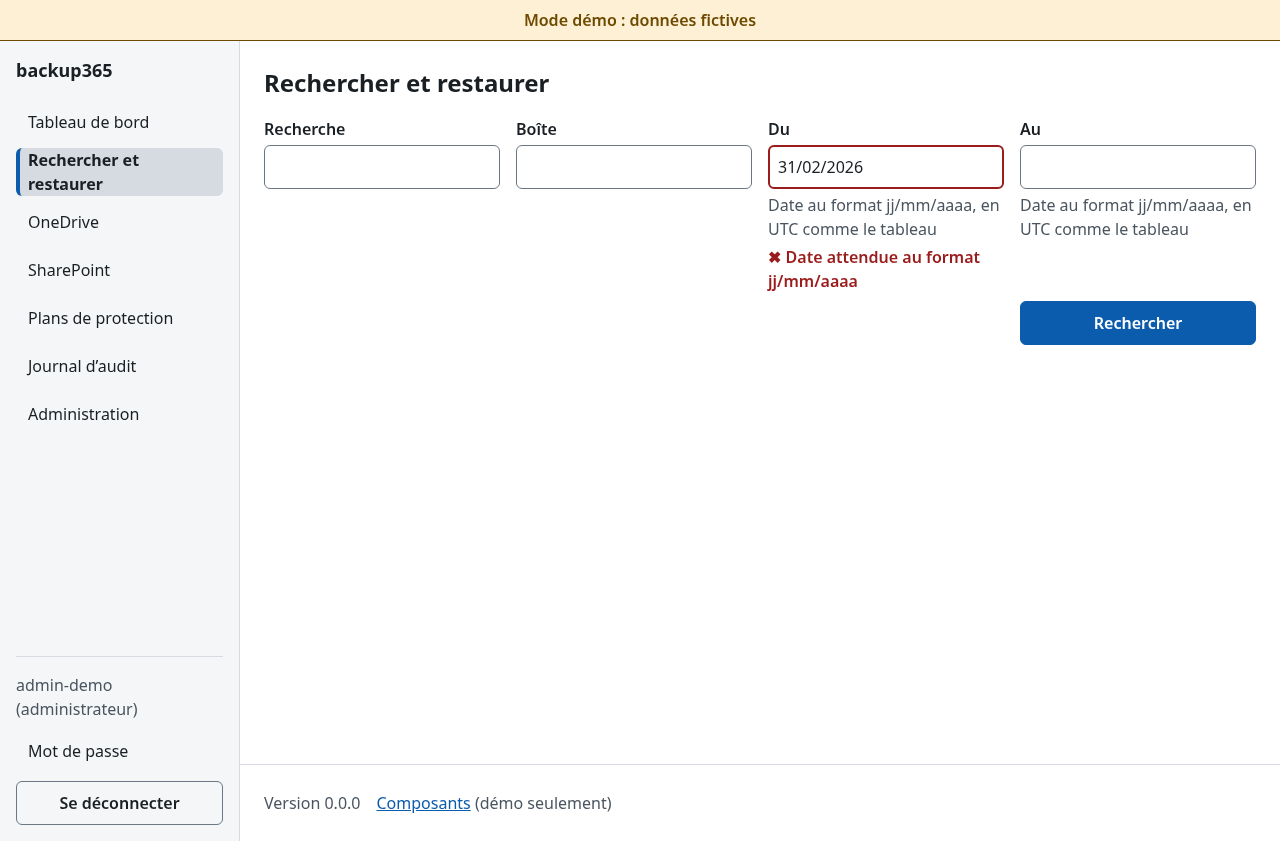 Mode démo : données fictives
backup365
Tableau de bord
Rechercher et
restaurer
OneDrive
SharePoint
Plans de protection
Journal d’audit
Administration
admin-demo
(administrateur)
Mot de passe
Se déconnecter
Rechercher et restaurer
Recherche
Boîte
Du
31/02/2026
Date au format jj/mm/aaaa, en
UTC comme le tableau
✖ Date attendue au format
jj/mm/aaaa
Au
Date au format jj/mm/aaaa, en
UTC comme le tableau
Rechercher
Version 0.0.0 Composants (démo seulement)